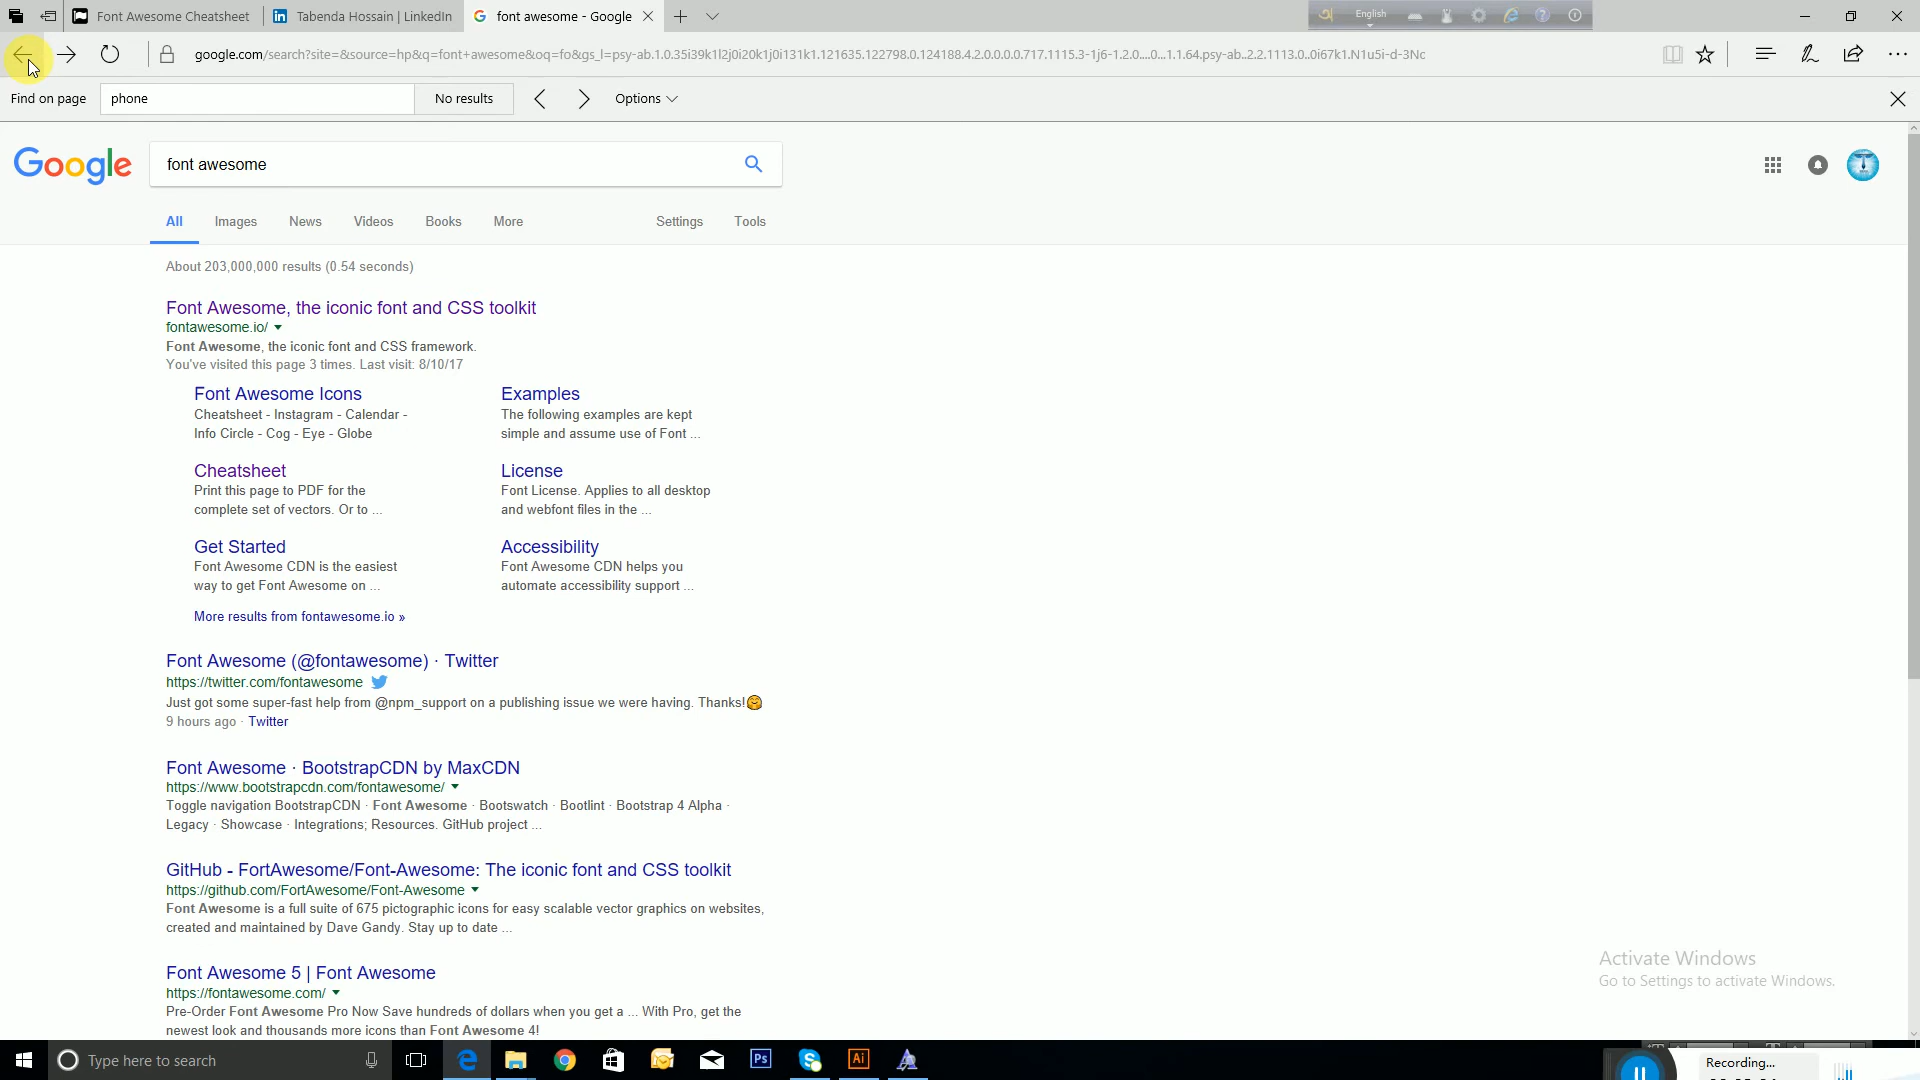 Font Awesome Cheatsheet
Tabenda Hossain | LinkedIn
font awesome - Google
English
google.com/search?site=&source=hp&q=font+awesome&oq=fo&gs_l=psy-ab.1.0.35i39k1l2j0i20k1j0i131k1.121635.122798.0.124188.4.2.0.0.0.0.717.1115.3-1j6-1.2.0....0...1.1.64.psy-ab..2.2.1113.0..0i67k1.N1u5i-d-3Nc
Find on page
phone
No results
Options
Google
font awesome
All
Images
News
Videos
Books
More
Settings
Tools
About 203,000,000 results (0.54 seconds)
Font Awesome, the iconic font and CSS toolkit
fontawesome.io/
Font Awesome, the iconic font and CSS framework.
You've visited this page 3 times. Last visit: 8/10/17
Font Awesome Icons
Cheatsheet - Instagram - Calendar -
Info Circle - Cog - Eye - Globe
Examples
The following examples are kept
simple and assume use of Font ...
Cheatsheet
Print this page to PDF for the
complete set of vectors. Or to ...
License
Font License. Applies to all desktop
and webfont files in the ...
Get Started
Font Awesome CDN is the easiest
way to get Font Awesome on ...
Accessibility
Font Awesome CDN helps you
automate accessibility support ...
More results from fontawesome.io »
Font Awesome (@fontawesome) · Twitter
https://twitter.com/fontawesome
Just got some super-fast help from @npm_support on a publishing issue we were having. Thanks!
9 hours ago · Twitter
Font Awesome · BootstrapCDN by MaxCDN
https://www.bootstrapcdn.com/fontawesome/
Toggle navigation BootstrapCDN · Font Awesome · Bootswatch · Bootlint · Bootstrap 4 Alpha ·
Legacy · Showcase · Integrations; Resources. GitHub project ...
GitHub - FortAwesome/Font-Awesome: The iconic font and CSS toolkit
https://github.com/FortAwesome/Font-Awesome
Font Awesome is a full suite of 675 pictographic icons for easy scalable vector graphics on websites,
created and maintained by Dave Gandy. Stay up to date ...
Font Awesome 5 | Font Awesome
https://fontawesome.com/
Pre-Order Font Awesome Pro Now Save hundreds of dollars when you get a ... With Pro, get the
newest look and thousands more icons than Font Awesome 4!
Activate Windows
Go to Settings to activate Windows.
Type here to search
Ps
Ai
Recording...